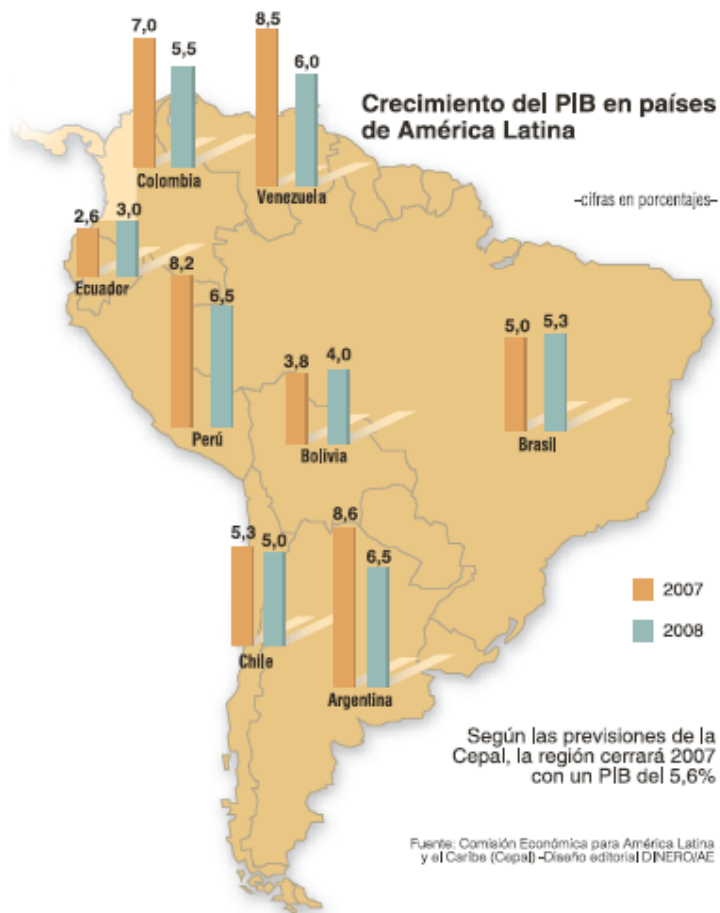 Crecimiento del PIB en países
de América Latina
–cifras en porcentajes–
7,0
5,5
Colombia
8,5
6,0
Venezuela
2,6
3,0
Ecuador
8,2
6,5
Perú
3,8
4,0
Bolivia
5,0
5,3
Brasil
5,3
5,0
Chile
8,6
6,5
Argentina
2007
2008
Según las previsiones de la
Cepal, la región cerrará 2007
con un PIB del 5,6%
Fuente: Comisión Económica para América Latina
y el Caribe (Cepal) –Diseño editorial DINERO/AE